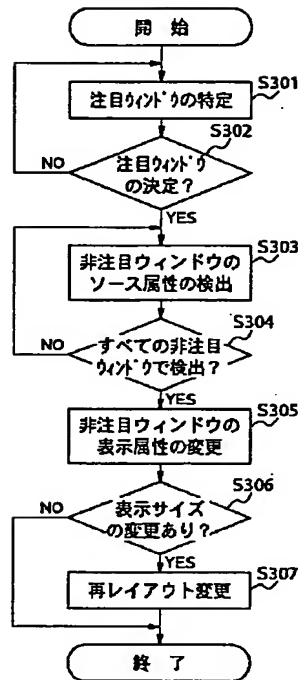 開 始
S301
注目ウィンドウの特定
S302
NO
注目ウィンドウ
の決定?
YES
S303
非注目ウィンドウの
ソース属性の検出
S304
NO
すべての非注目
ウィンドウで検出?
YES
S305
非注目ウィンドウの
表示属性の変更
S306
NO
表示サイズ
の変更あり?
YES
S307
再レイアウト変更
終 了